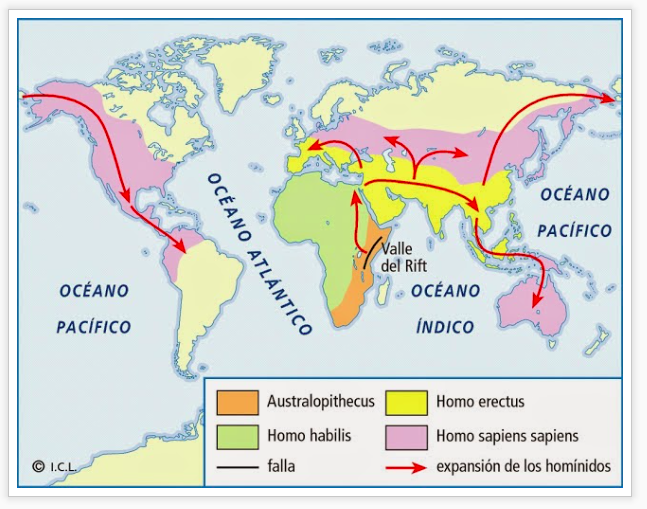 OCÉANO ATLÁNTICO
OCÉANO
PACÍFICO
Valle
del Rift
OCÉANO
PACÍFICO
OCÉANO
ÍNDICO
Australopithecus
Homo erectus
Homo habilis
Homo sapiens sapiens
falla
expansión de los homínidos
© I.C.L.